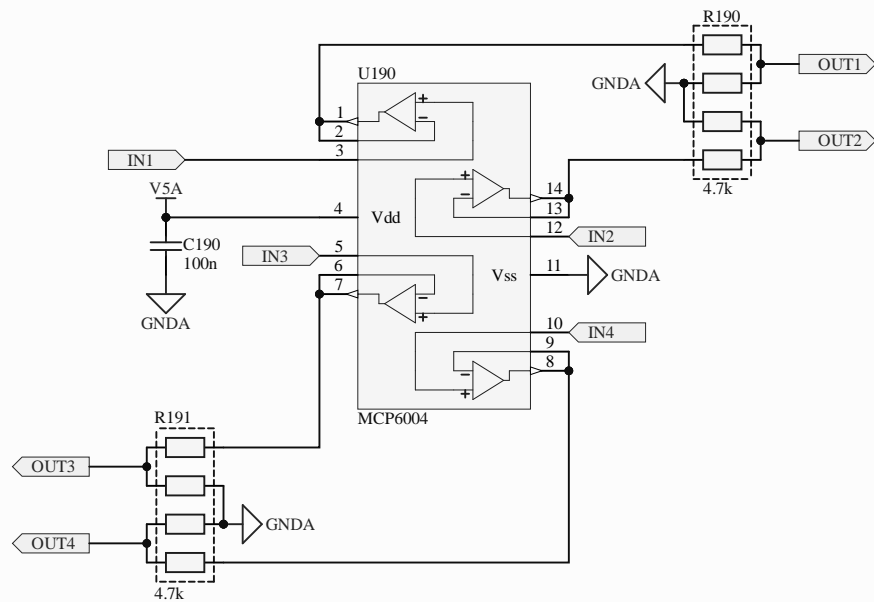 R190
OUT1
U190
GNDA
+
1
−
2
OUT2
IN1
3
4.7k
14
+
V5A
−
13
4
Vdd
12
IN2
C190
5
IN3
100n
6
Vss
11
GNDA
−
7
GNDA
+
10
IN4
9
−
8
+
MCP6004
R191
OUT3
GNDA
OUT4
4.7k